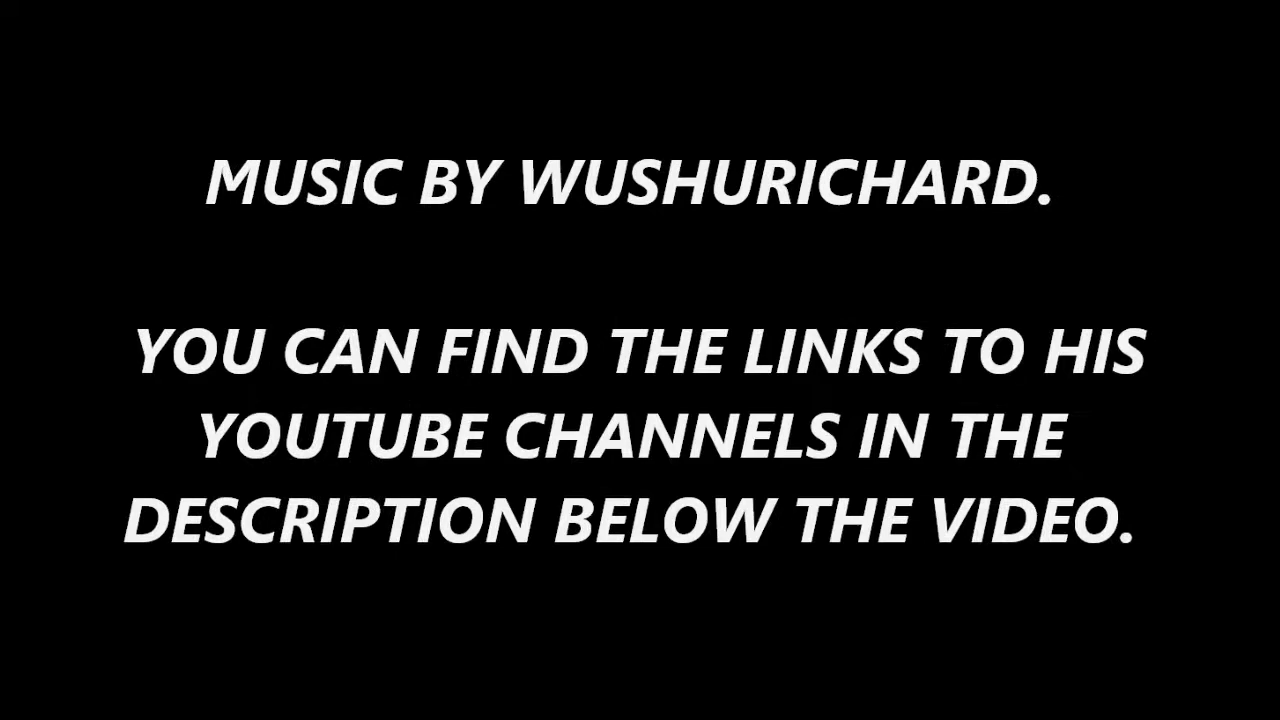 MUSIC BY WUSHURICHARD.
YOU CAN FIND THE LINKS TO HIS
YOUTUBE CHANNELS IN THE
DESCRIPTION BELOW THE VIDEO.